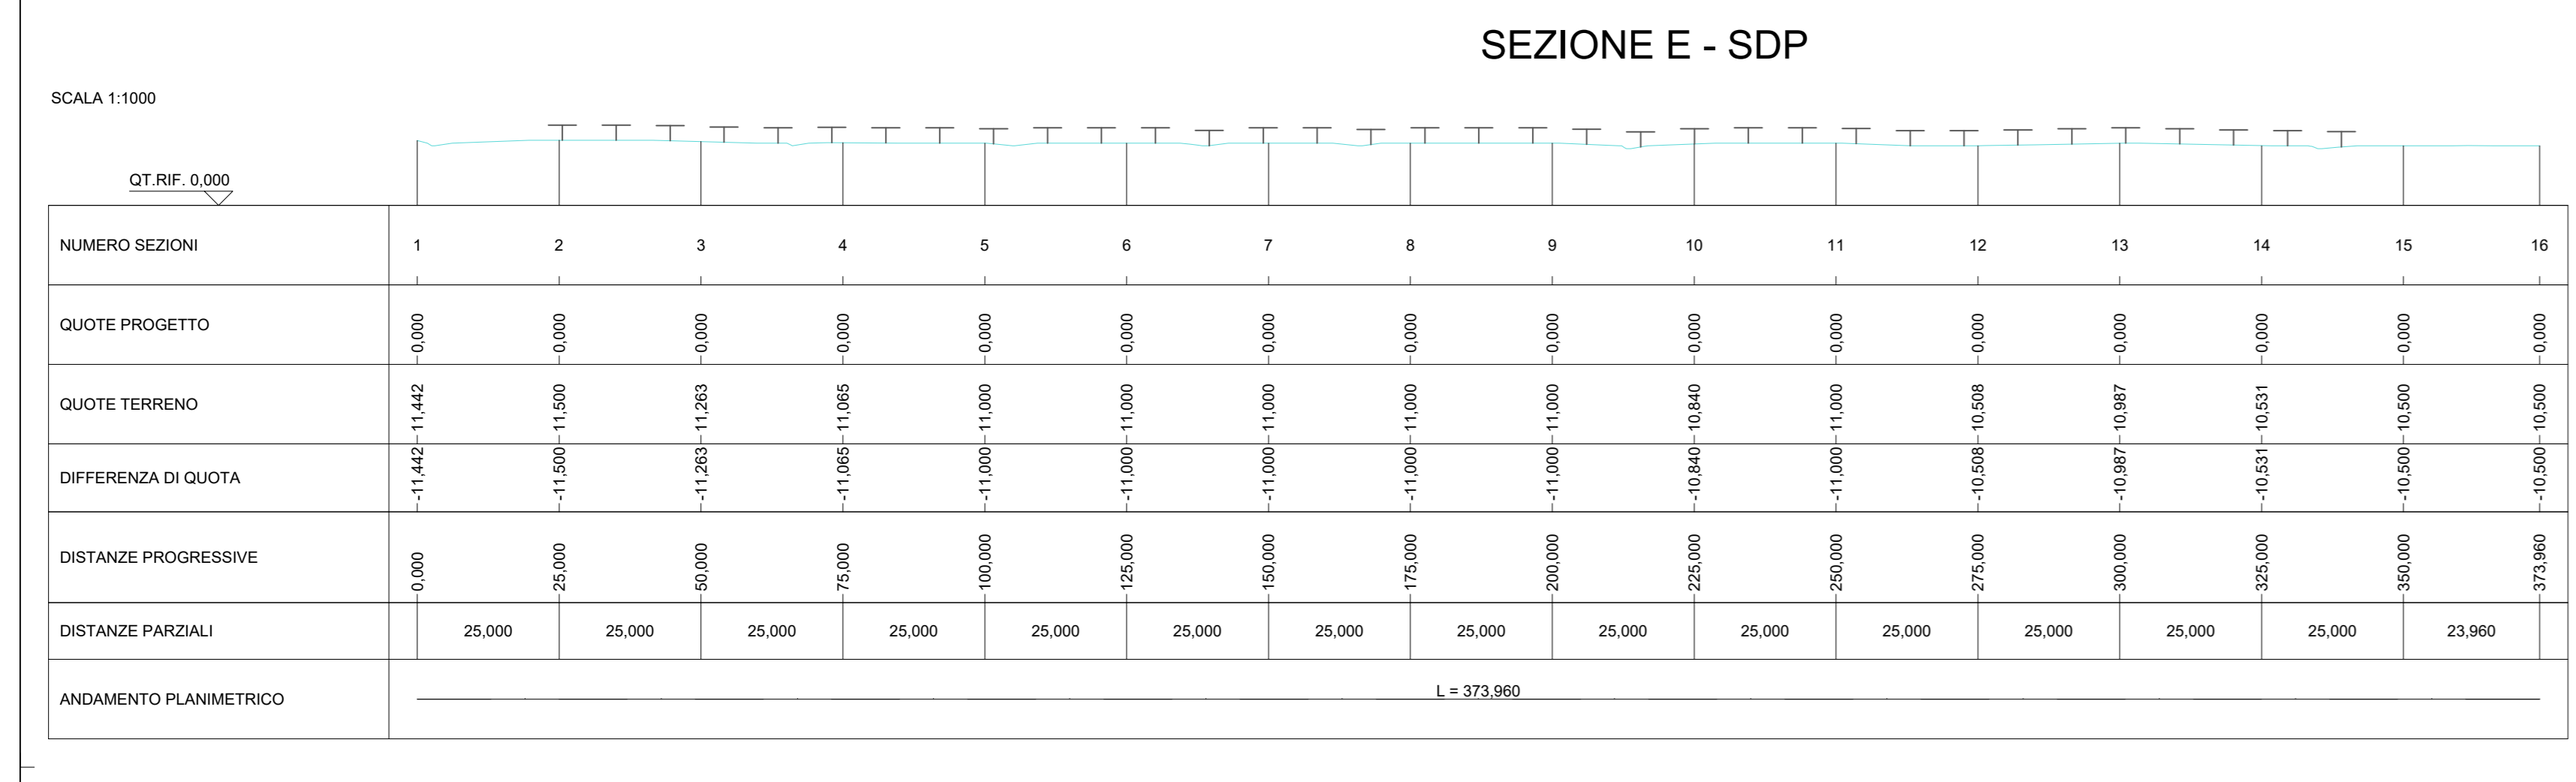 SEZIONE E - SDP
SCALA 1:1000
QT.RIF. 0,000
NUMERO SEZIONI 1 2 3 4 5 6 7 8 9 10 11 12 13 14 15 16
QUOTE PROGETTO 0,000 0,000 0,000 0,000 0,000 0,000 0,000 0,000 0,000 0,000 0,000 0,000 0,000 0,000 0,000 0,000
QUOTE TERRENO 11,442 11,500 11,263 11,065 11,000 11,000 11,000 11,000 11,000 10,840 11,000 10,508 10,987 10,531 10,500 10,500
DIFFERENZA DI QUOTA -11,442 -11,500 -11,263 -11,065 -11,000 -11,000 -11,000 -11,000 -11,000 -10,840 -11,000 -10,508 -10,987 -10,531 -10,500 -10,500
DISTANZE PROGRESSIVE 0,000 25,000 50,000 75,000 100,000 125,000 150,000 175,000 200,000 225,000 250,000 275,000 300,000 325,000 350,000 373,960
DISTANZE PARZIALI 25,000 25,000 25,000 25,000 25,000 25,000 25,000 25,000 25,000 25,000 25,000 25,000 25,000 25,000 23,960
ANDAMENTO PLANIMETRICO L = 373,960